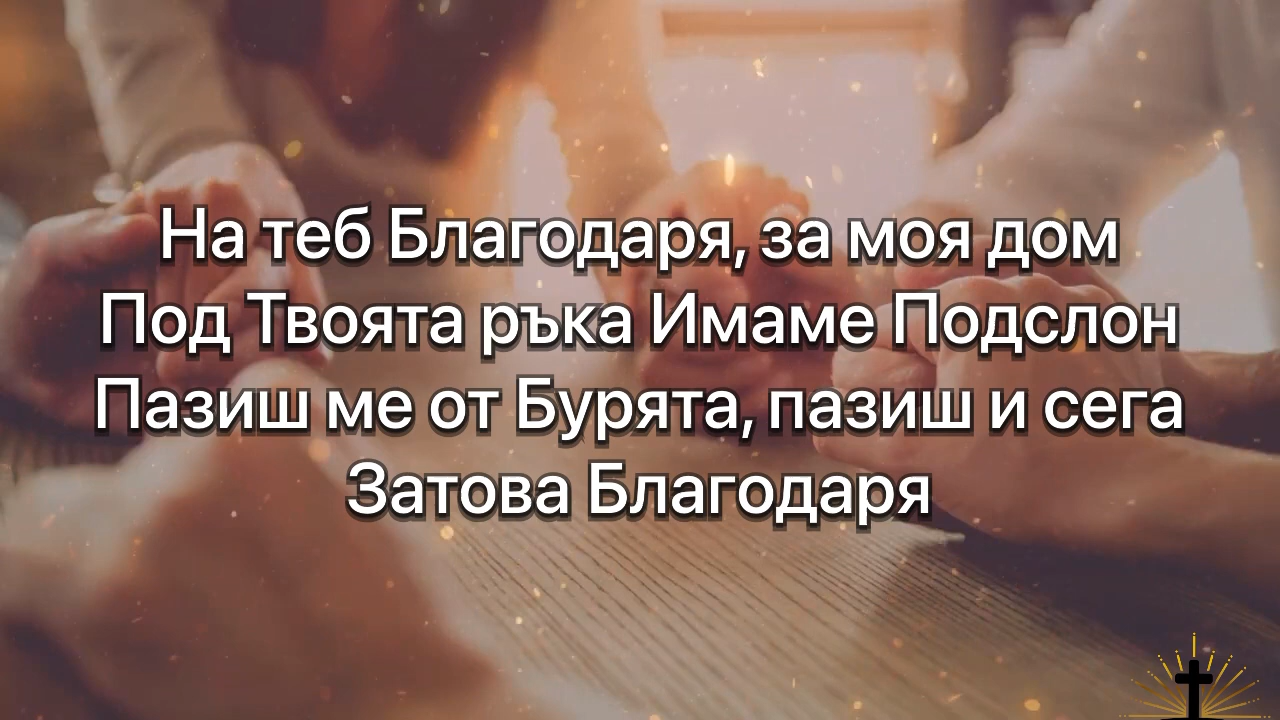 На теб Благодаря, за моя дом
Под Твоята ръка Имаме Подслон
Пазиш ме от Бурята, пазиш и сега
Затова Благодаря